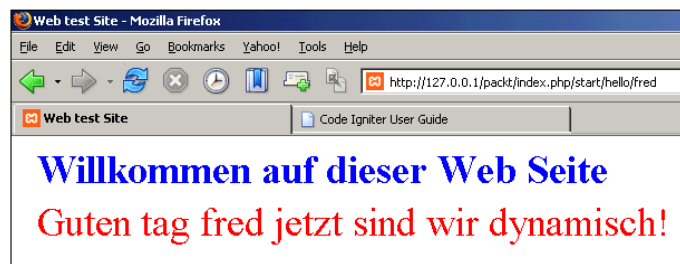 Web test Site - Mozilla Firefox
File Edit View Go Bookmarks Yahoo! Tools Help
http://127.0.0.1/packt/index.php/start/hello/fred
Web test Site Code Igniter User Guide
Willkommen auf dieser Web Seite
Guten tag fred jetzt sind wir dynamisch!